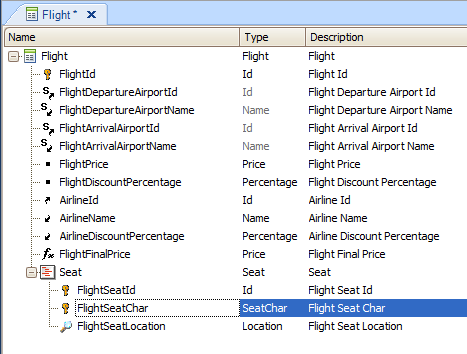 Flight *
Name Type Description
Flight Flight Flight
FlightId Id Flight Id
FlightDepartureAirportId Id Flight Departure Airport Id
FlightDepartureAirportName Name Flight Departure Airport Name
FlightArrivalAirportId Id Flight Arrival Airport Id
FlightArrivalAirportName Name Flight Arrival Airport Name
FlightPrice Price Flight Price
FlightDiscountPercentage Percentage Flight Discount Percentage
AirlineId Id Airline Id
AirlineName Name Airline Name
AirlineDiscountPercentage Percentage Airline Discount Percentage
FlightFinalPrice Price Flight Final Price
Seat Seat Seat
FlightSeatId Id Flight Seat Id
FlightSeatChar SeatChar Flight Seat Char
FlightSeatLocation Location Flight Seat Location